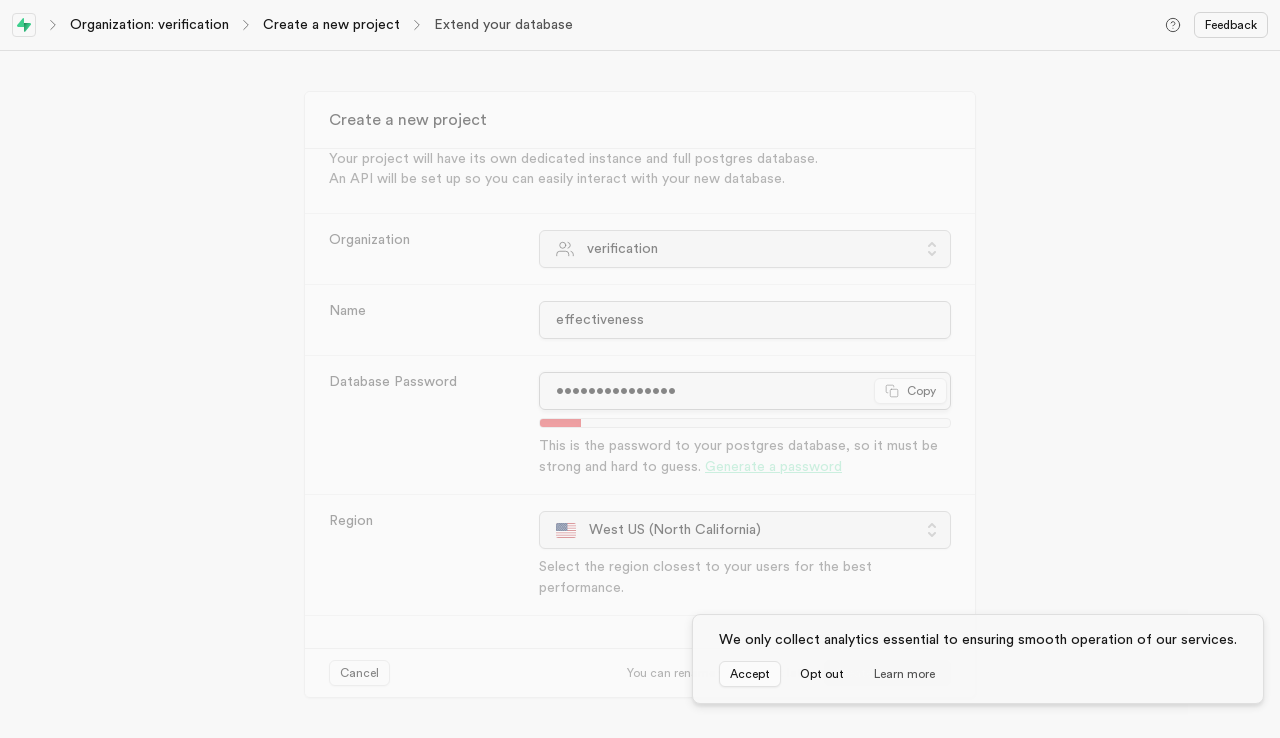 Organization: verification
Create a new project
Extend your database
Feedback
Create a new project
Your project will have its own dedicated instance and full postgres database.
An API will be set up so you can easily interact with your new database.
Organization
verification
Name
effectiveness
Database Password
•••••••••••••••
Copy
This is the password to your postgres database, so it must be
strong and hard to guess. Generate a password
Region
West US (North California)
Select the region closest to your users for the best
performance.
We only collect analytics essential to ensuring smooth operation of our services.
Accept
Opt out
Learn more
Cancel
You can